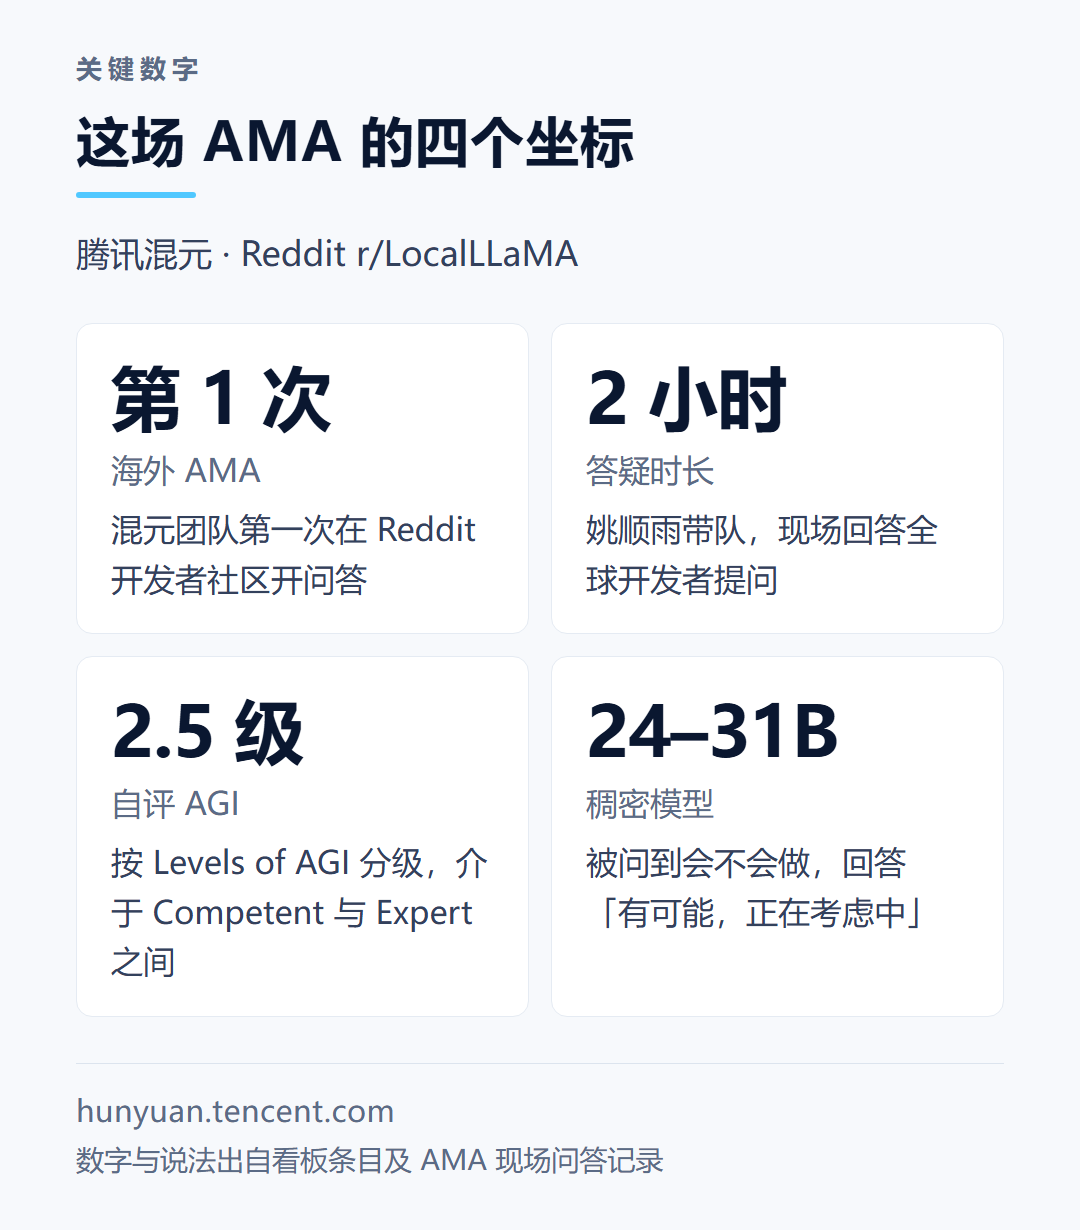 关键数字
这场 AMA 的四个坐标
腾讯混元 · Reddit r/LocalLLaMA
第 1 次
海外 AMA
混元团队第一次在 Reddit
开发者社区开问答
2 小时
答疑时长
姚顺雨带队，现场回答全
球开发者提问
2.5 级
自评 AGI
按 Levels of AGI 分级，介
于 Competent 与 Expert
之间
24–31B
稠密模型
被问到会不会做，回答
「有可能，正在考虑中」
hunyuan.tencent.com
数字与说法出自看板条目及 AMA 现场问答记录